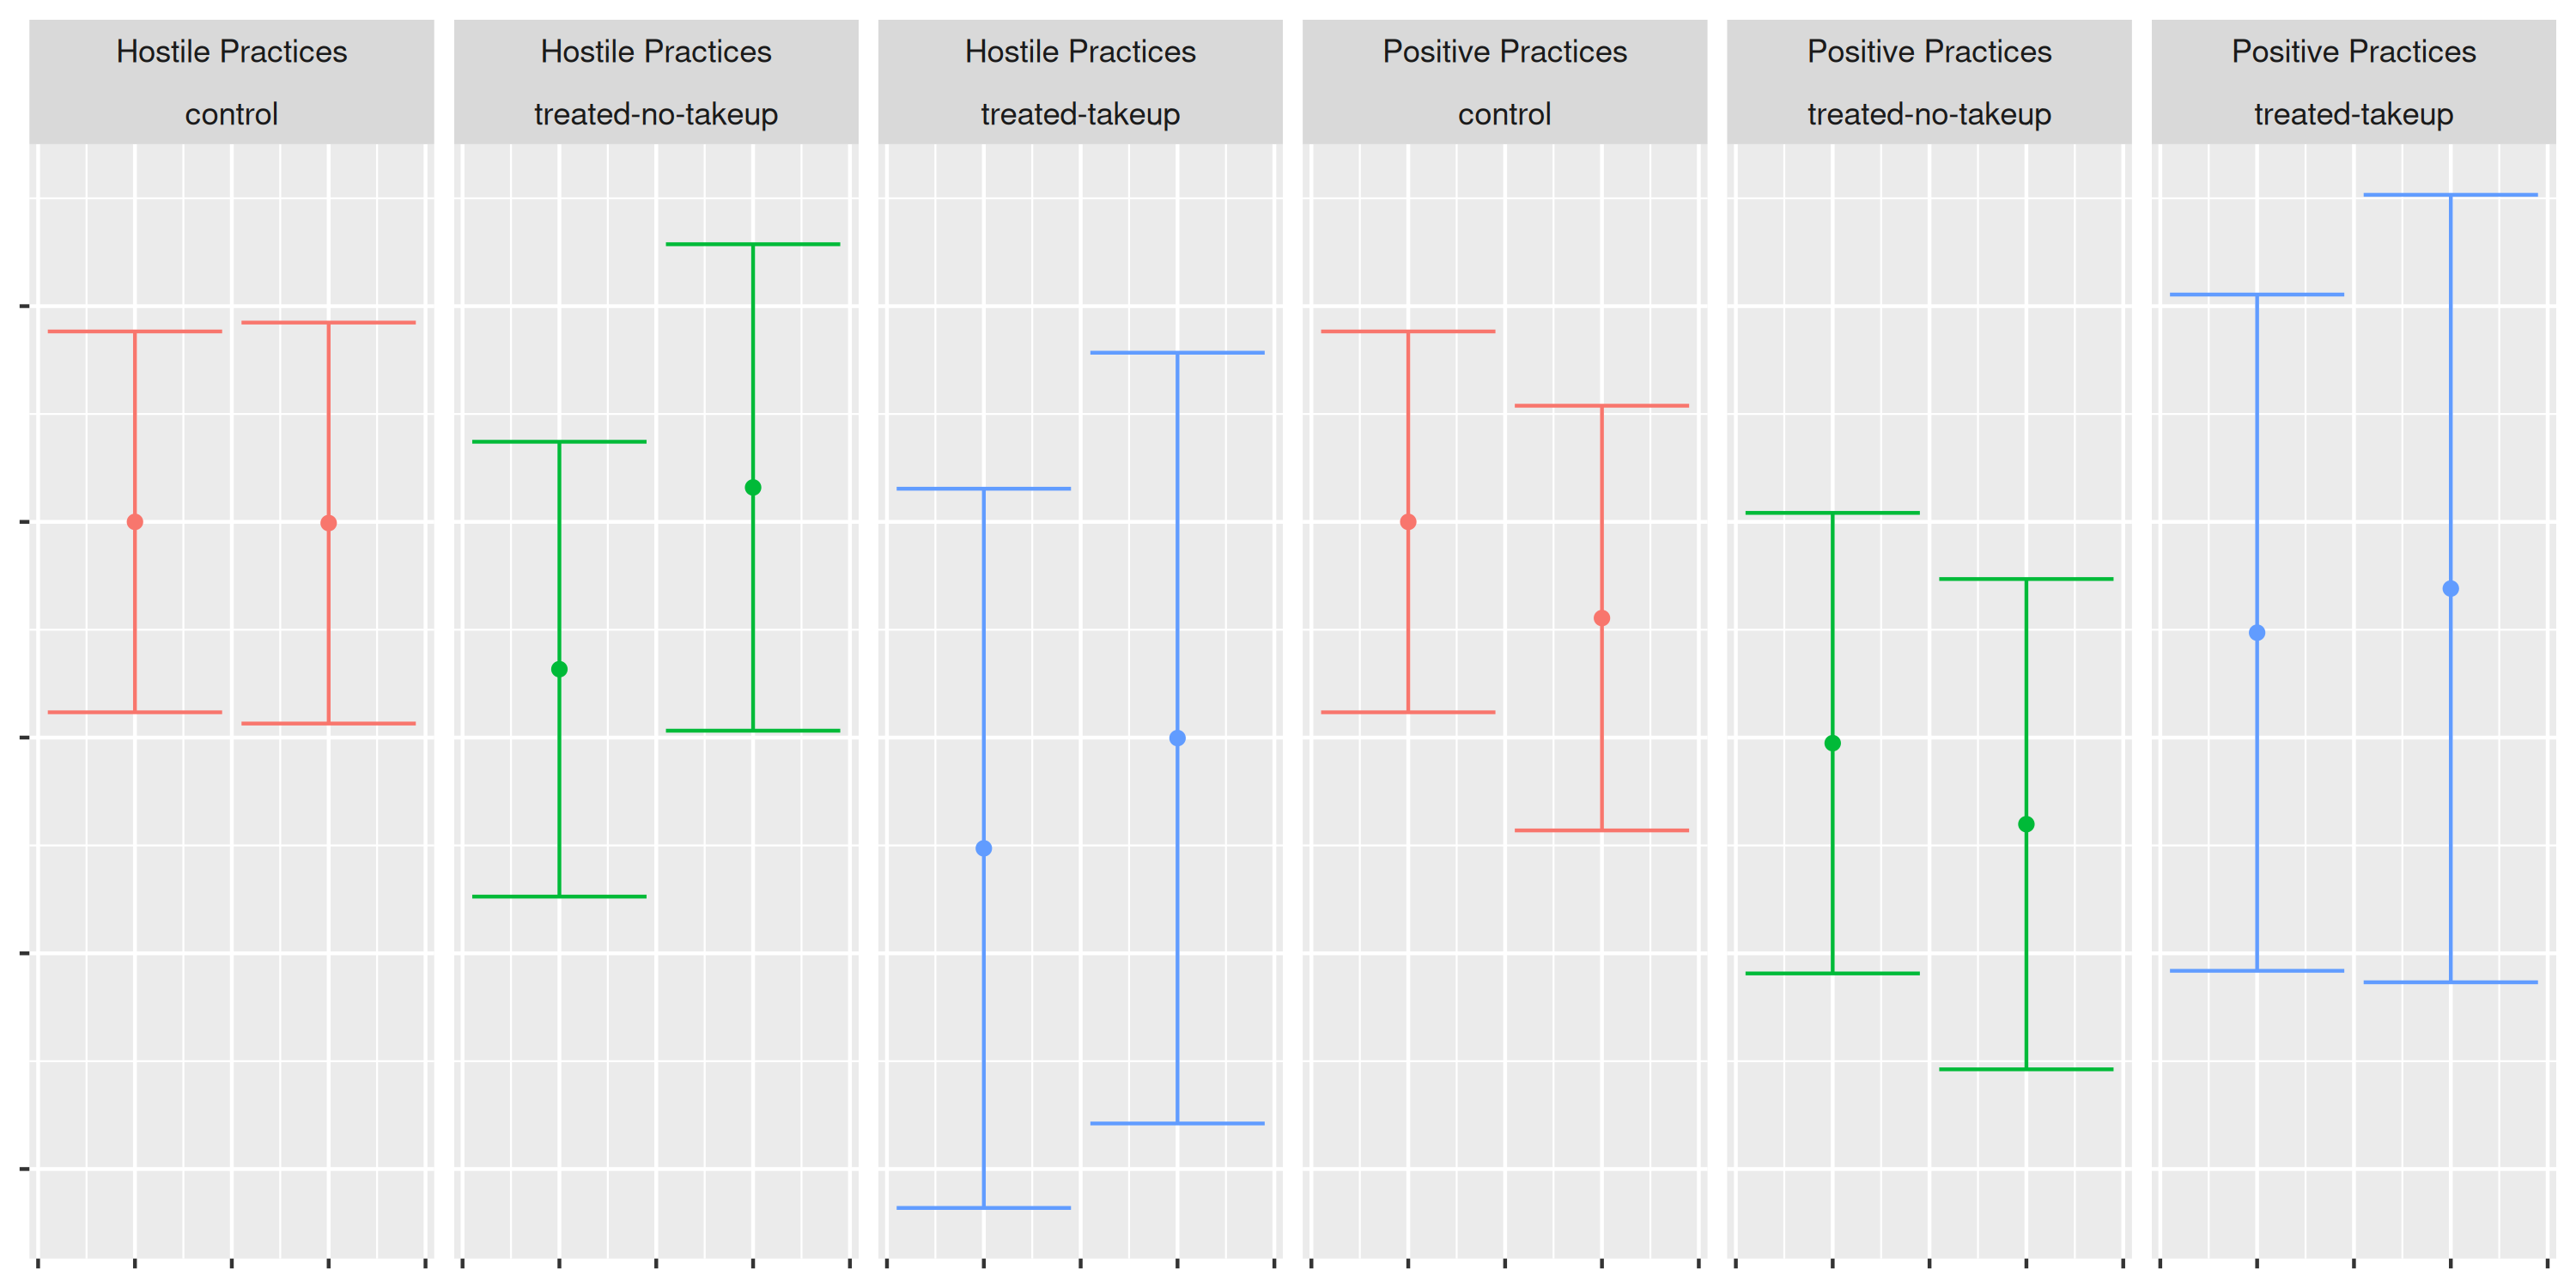 Hostile Practices
control
Hostile Practices
treated-no-takeup
Hostile Practices
treated-takeup
Positive Practices
control
Positive Practices
treated-no-takeup
Positive Practices
treated-takeup